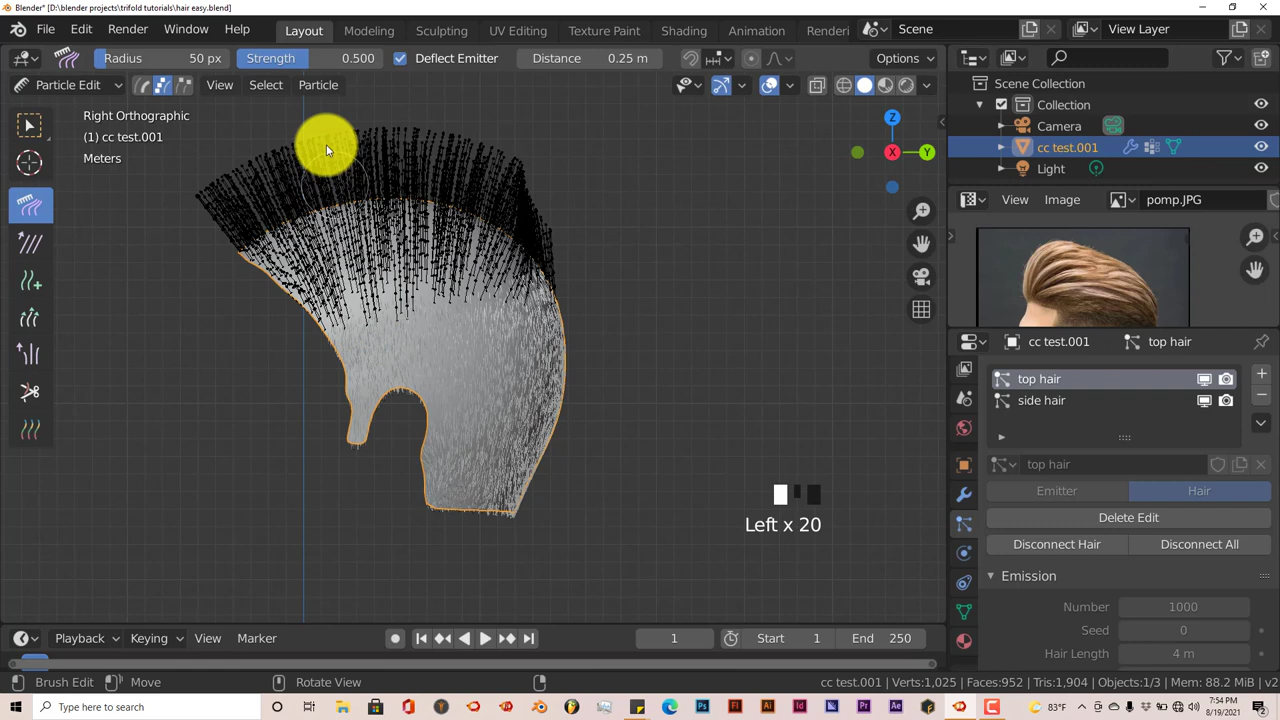 Blender* [D:\blender projects\trifold tutorials\hair easy.blend]
File Edit Render Window Help Layout Modeling Sculpting UV Editing Texture Paint Shading Animation Renderi Scene View Layer
Radius 50 px Strength 0.500 Deflect Emitter Distance 0.25 m Options
Scene Collection
Particle Edit View Select Particle
Collection
Right Orthographic
(1) cc test.001
Meters
Camera
cc test.001
Light
Z
X
Y
View Image pomp.JPG
cc test.001 top hair
top hair
side hair
top hair
Emitter Hair
Left x 20
Delete Edit
Disconnect Hair Disconnect All
Emission
Number 1000
Seed 0
Hair Length 4 m
Playback Keying View Marker 1 Start 1 End 250
Brush Edit Move Rotate View cc test.001 | Verts:1,025 | Faces:952 | Tris:1,904 | Objects:1/3 | Mem: 88.2 MiB | v2
Type here to search
83°F
7:54 PM
8/19/2021